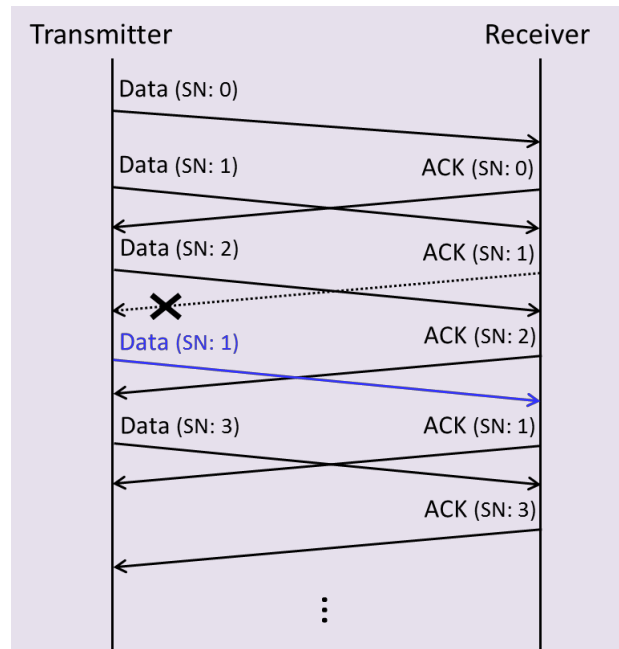 Transmitter
Receiver
Data (SN: 0)
Data (SN: 1)
ACK (SN: 0)
Data (SN: 2)
ACK (SN: 1)
Data (SN: 1)
ACK (SN: 2)
Data (SN: 3)
ACK (SN: 1)
ACK (SN: 3)